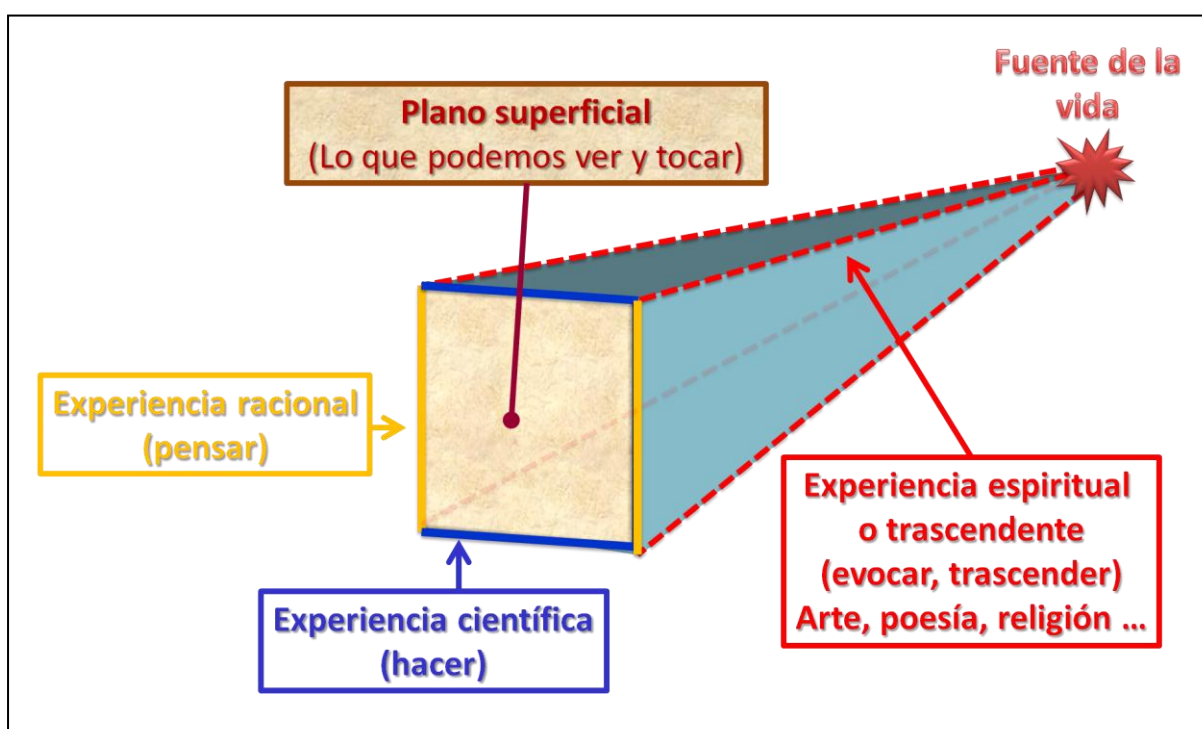 Fuente de la
vida
Plano superficial
(Lo que podemos ver y tocar)
Experiencia racional
(pensar)
Experiencia espiritual
o trascendente
(evocar, trascender)
Arte, poesía, religión ...
Experiencia científica
(hacer)